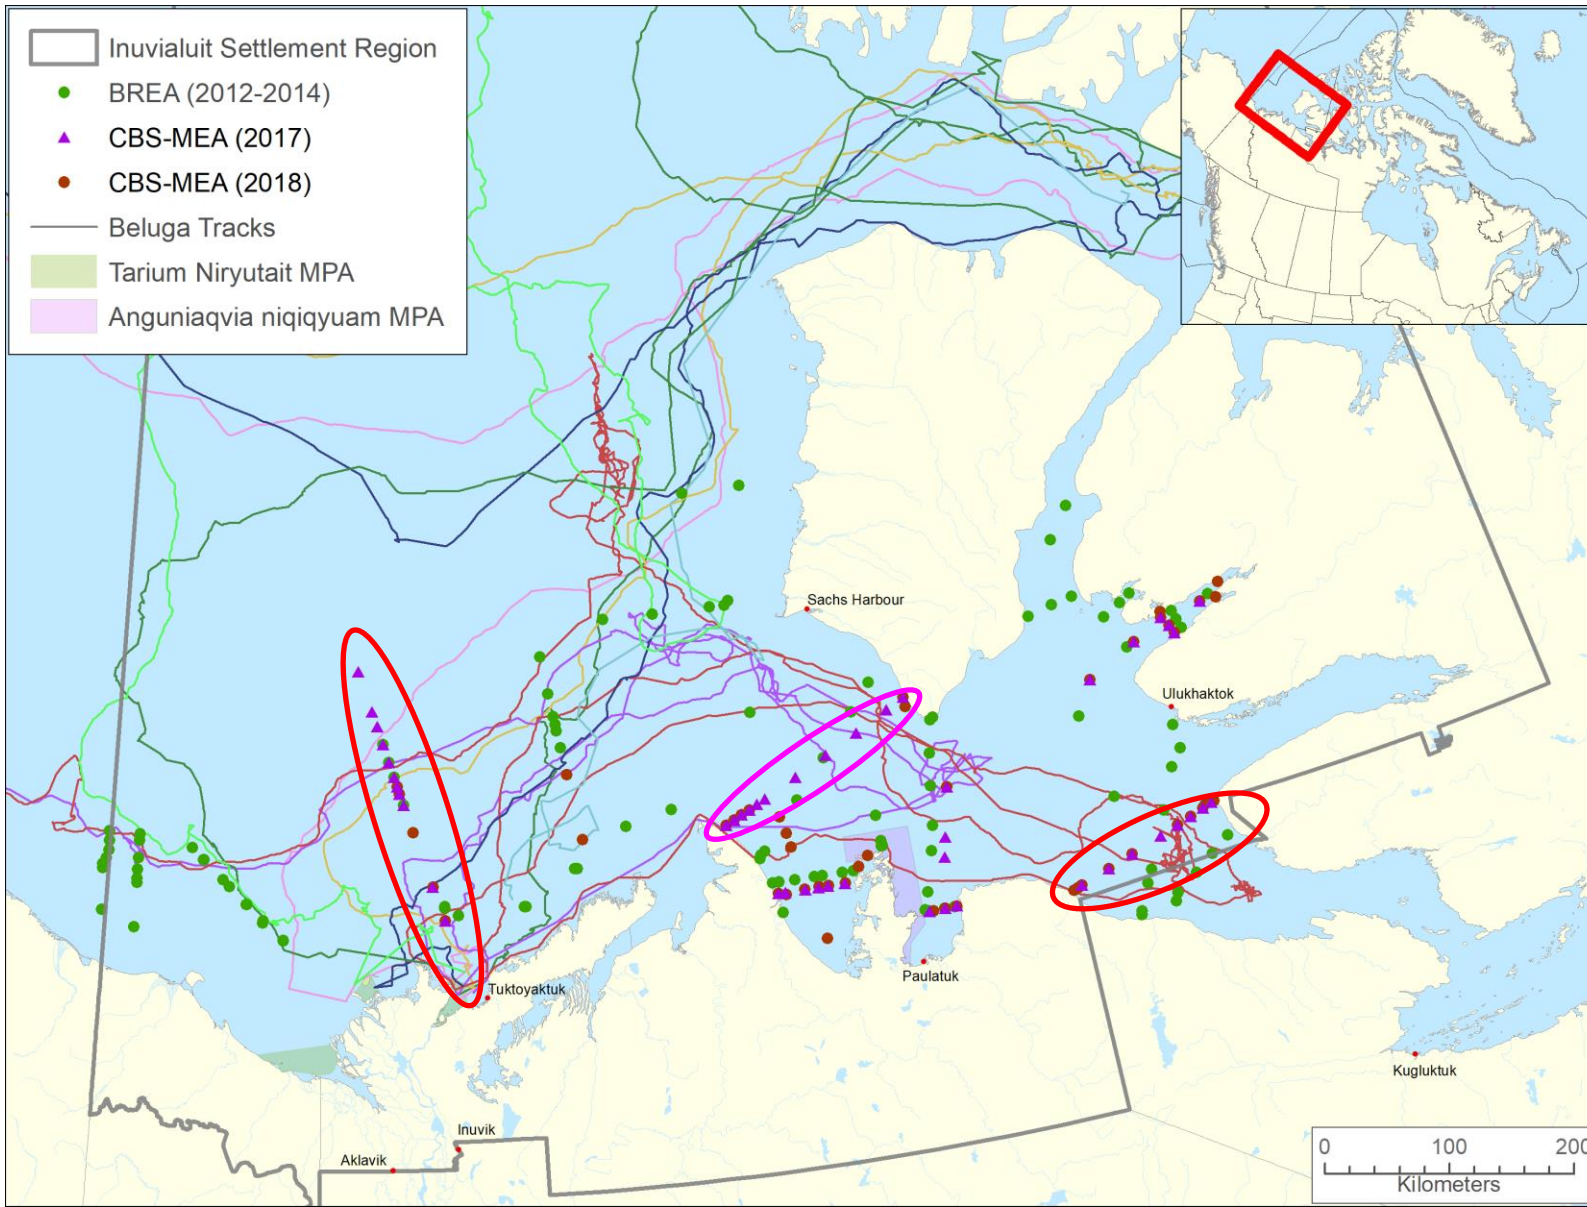 Inuvialuit Settlement Region
BREA (2012-2014)
CBS-MEA (2017)
CBS-MEA (2018)
Beluga Tracks
Tarium Niryutait MPA
Anguniaqvia niqiqyuam MPA
Sachs Harbour
Ulukhaktok
Tuktoyaktuk
Paulatuk
Kugluktuk
Inuvik
Aklavik
0 100 200
Kilometers